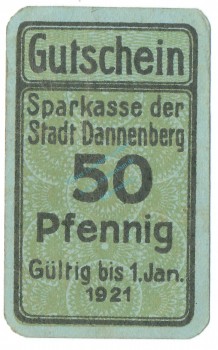 Gutschein
Sparkasse der
Stadt Dannenberg
50
Pfennig
Gültig bis 1. Jan.
1921